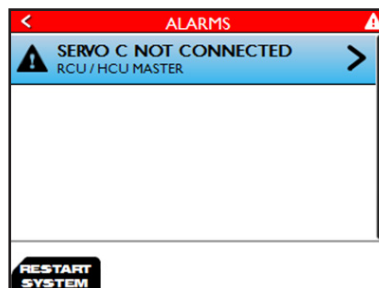 ALARMS
SERVO C NOT CONNECTED
RCU / HCU MASTER
RESTART
SYSTEM